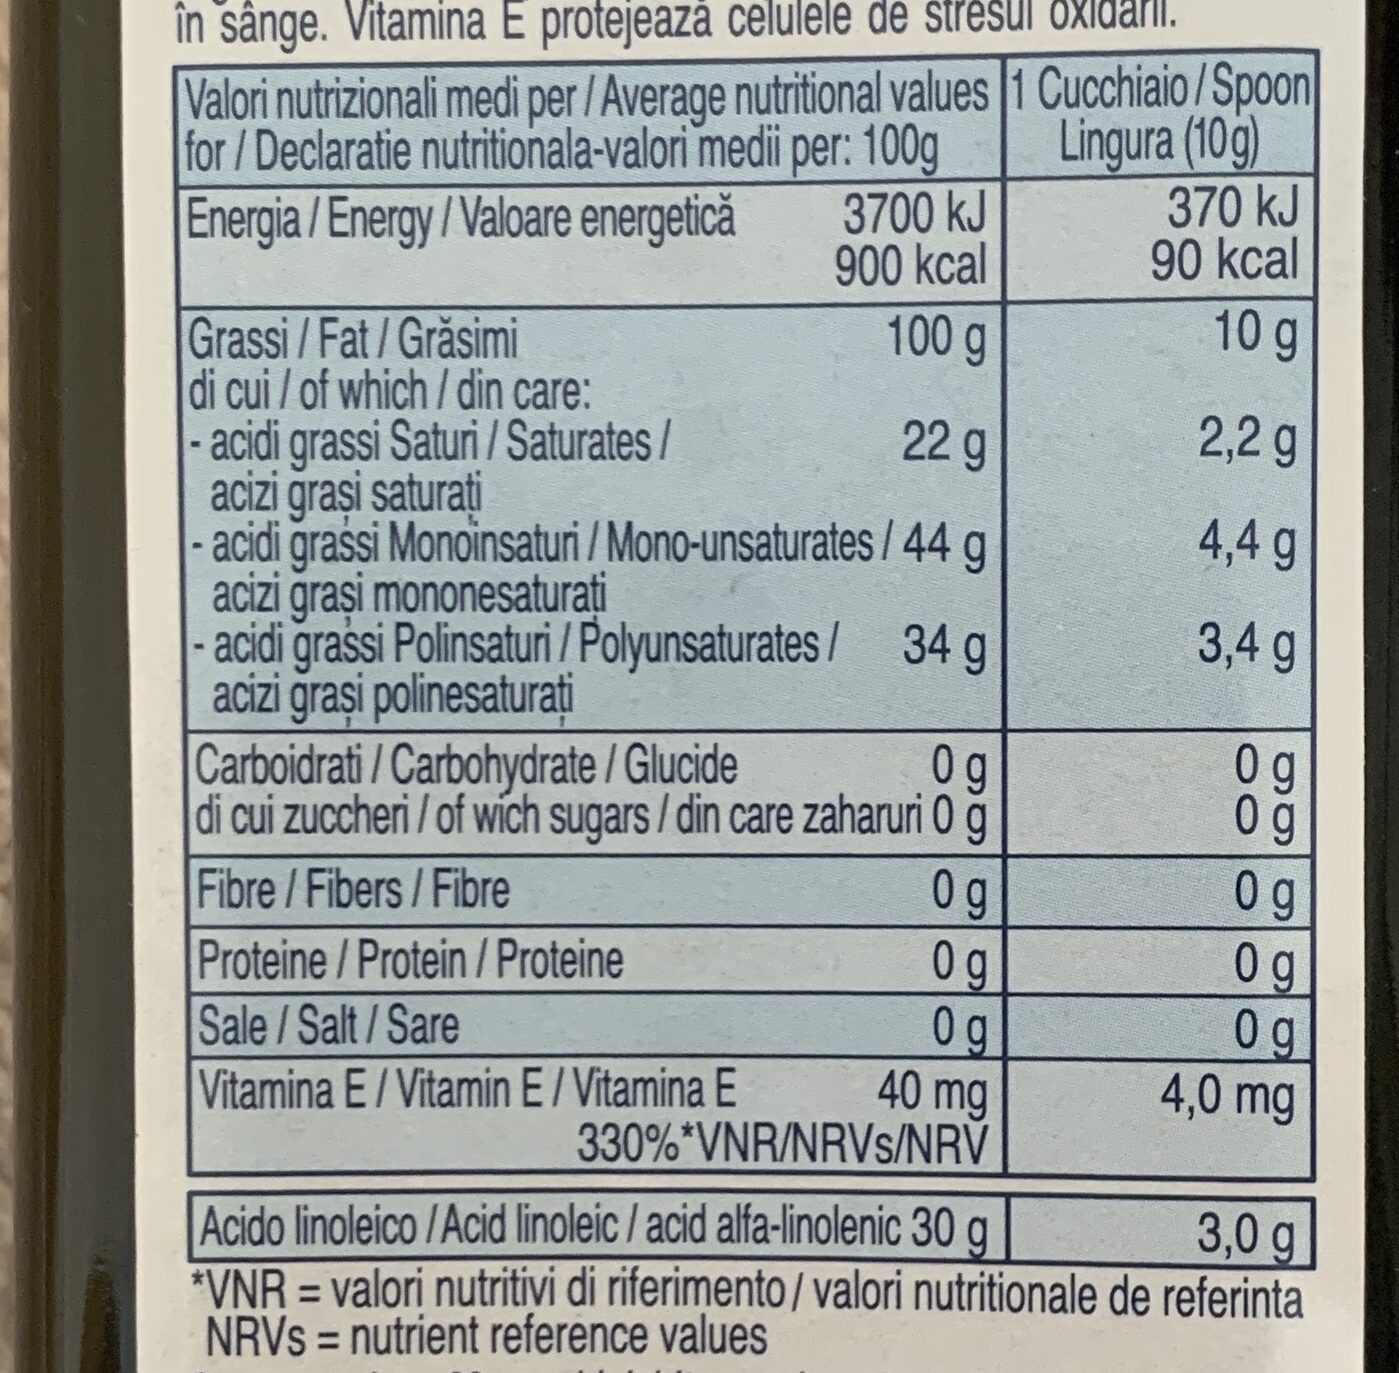 în sânge. Vitamina E protejează celulele de stresul oxidării.
Valori nutrizionali medi per / Average nutritional values
for / Declaratie nutritionala-valori medii per: 100g
1 Cucchiaio / Spoon
Lingura (10g)
Energia / Energy / Valoare energetică 3700 kJ 370 kJ
900 kcal 90 kcal
Grassi / Fat / Grăsimi 100 g 10 g
di cui / of which / din care:
- acidi grassi Saturi / Saturates / 22 g 2,2 g
acizi grași saturați
- acidi grassi Monoinsaturi / Mono-unsaturates / 44 g 4,4 g
acizi grași mononesaturați
- acidi grassi Polinsaturi / Polyunsaturates / 34 g 3,4 g
acizi grași polinesaturați
Carboidrati / Carbohydrate / Glucide 0 g 0 g
di cui zuccheri / of wich sugars / din care zaharuri 0 g 0 g
Fibre / Fibers / Fibre 0 g 0 g
Proteine / Protein / Proteine 0 g 0 g
Sale / Salt / Sare 0 g 0 g
Vitamina E / Vitamin E / Vitamina E 40 mg 4,0 mg
330%*VNR/NRVs/NRV
Acido linoleico / Acid linoleic / acid alfa-linolenic 30 g 3,0 g
*VNR = valori nutritivi di riferimento / valori nutritionale de referinta
NRVs = nutrient reference values